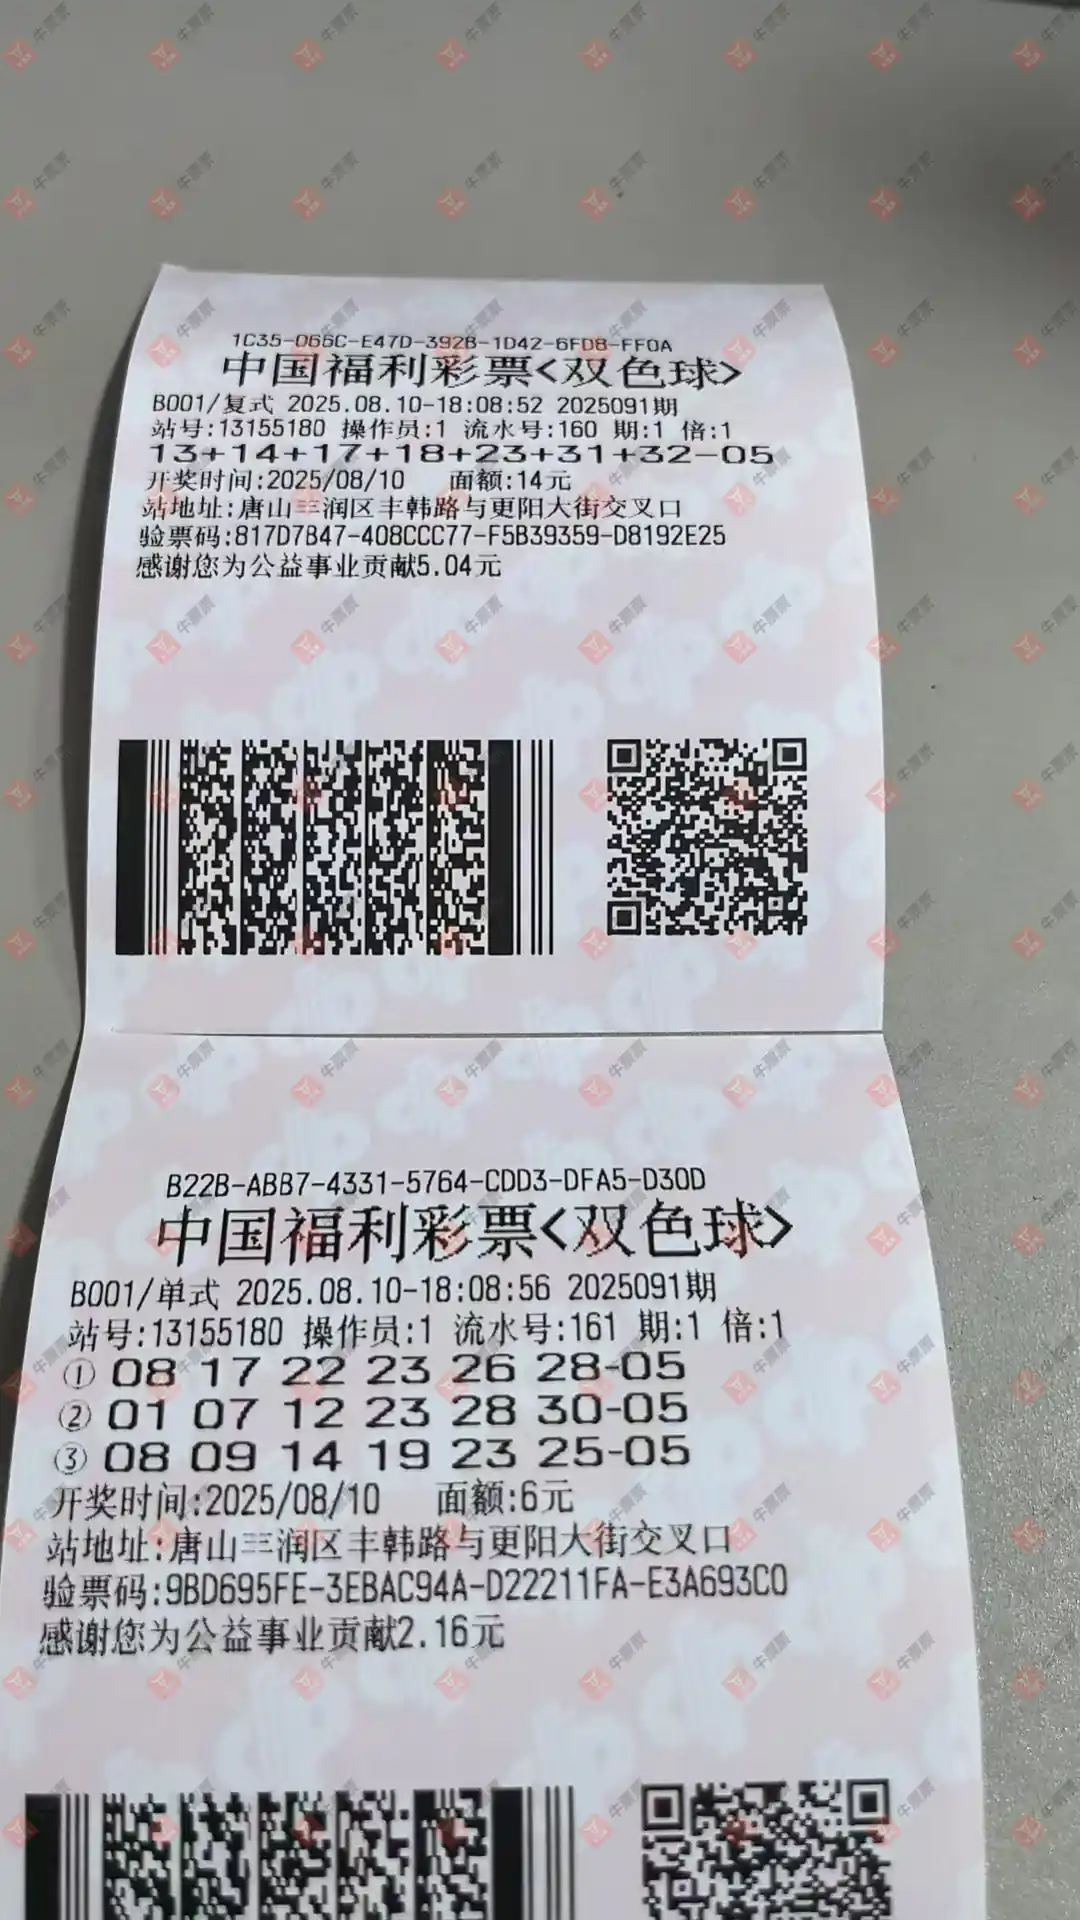 1C35-066C-E47D-392B-1D42-6FD8-FF0A
中国福利彩票<双色球>
B001/复式 2025.08.10-18:08:52 2025091期
站号:13155180 操作员:1 流水号:160 期:1 倍:1
13+14+17+18+23+31+32-05
开奖时间:2025/08/10 面额:14元
站地址:唐山三润区丰韩路与更阳大街交叉口
验票码:817D7B47-408CCC77-F5B39359-D8192E25
感谢您为公益事业贡献5.04元
B22B-ABB7-4331-5764-CDD3-DFA5-D30D
中国福利彩票<双色球>
B001/单式 2025.08.10-18:08:56 2025091期
站号:13155180 操作员:1 流水号:161 期:1 倍:1
① 08 17 22 23 26 28-05
② 01 07 12 23 28 30-05
③ 08 09 14 19 23 25-05
开奖时间:2025/08/10 面额:6元
站地址:唐山三润区丰韩路与更阳大街交叉口
验票码:9BD695FE-3EBAC94A-D22211FA-E3A693C0
感谢您为公益事业贡献2.16元
牛票票